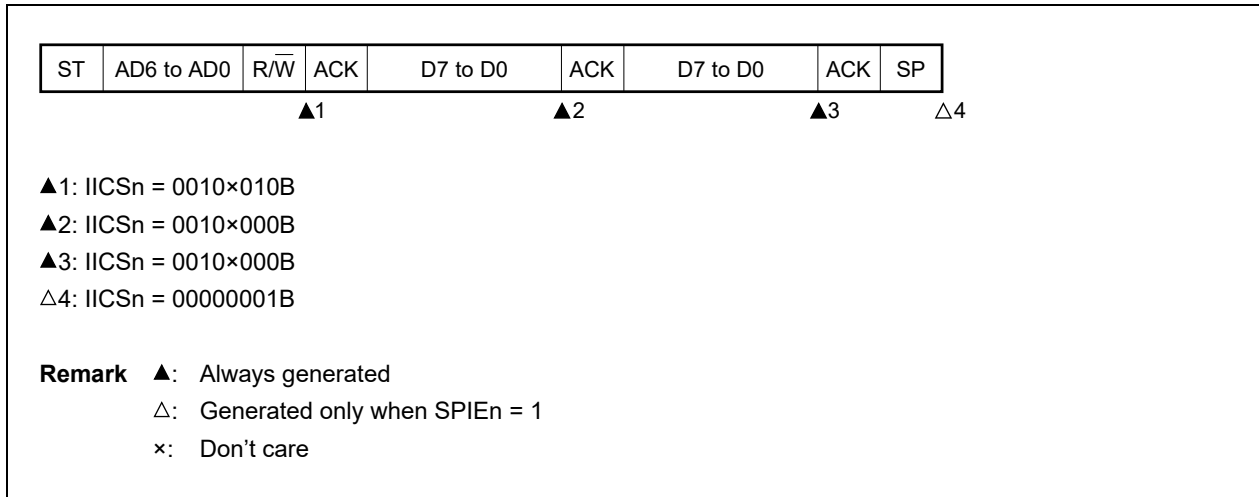 ST AD6 to AD0 R/W̅ ACK D7 to D0 ACK D7 to D0 ACK SP
▲1 ▲2 ▲3 △4
▲1: IICSn = 0010×010B
▲2: IICSn = 0010×000B
▲3: IICSn = 0010×000B
△4: IICSn = 00000001B
Remark ▲: Always generated
△: Generated only when SPIEn = 1
×: Don't care